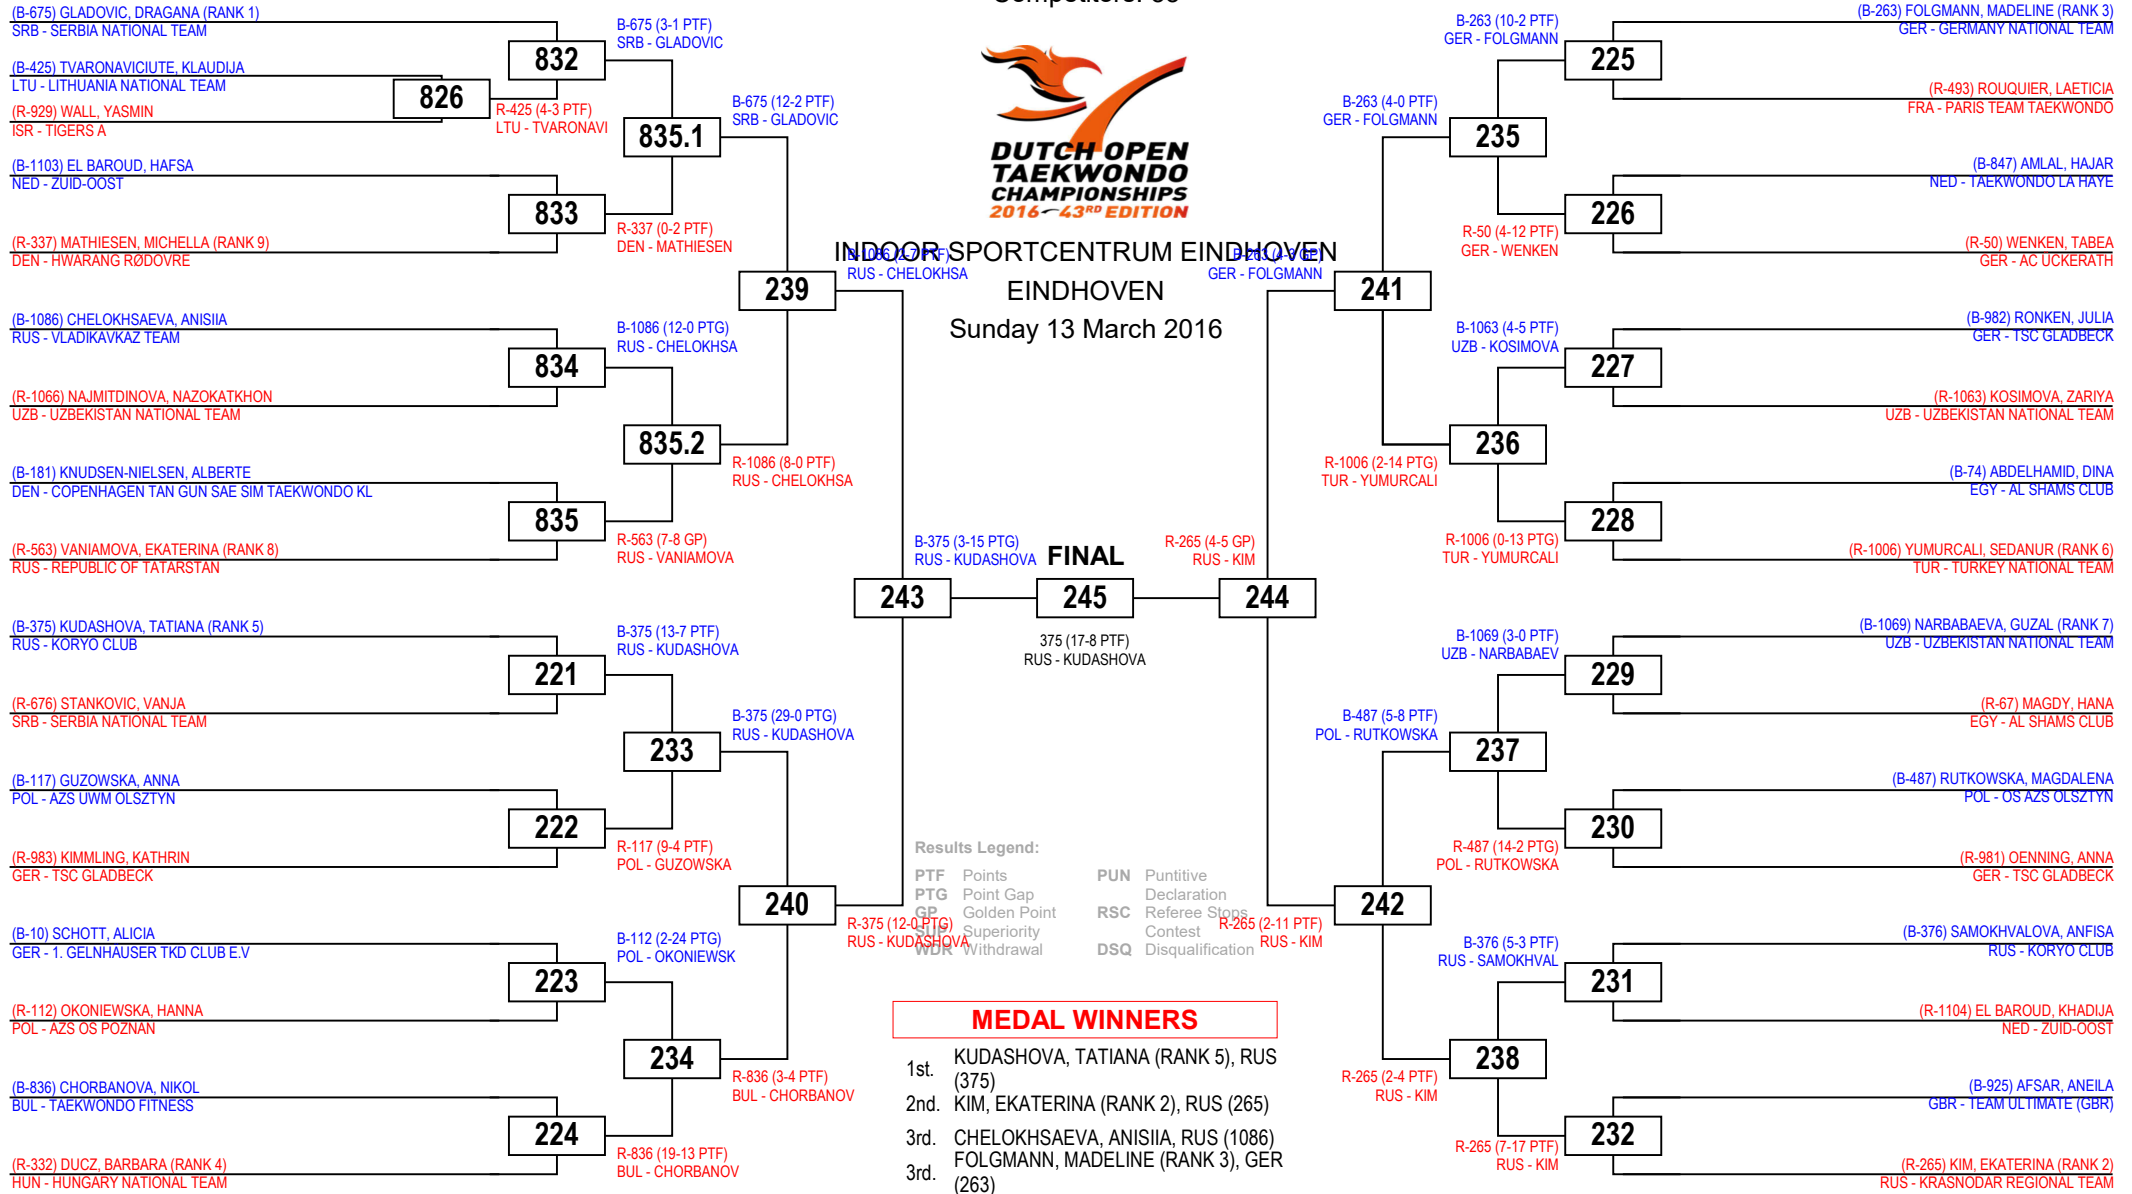 (B-675) GLADOVIC, DRAGANA (RANK 1)
SRB - SERBIA NATIONAL TEAM
(B-425) TVARONAVICIUTE, KLAUDIJA
LTU - LITHUANIA NATIONAL TEAM
(R-929) WALL, YASMIN
ISR - TIGERS A
(B-1103) EL BAROUD, HAFSA
NED - ZUID-OOST
(R-337) MATHIESEN, MICHELLA (RANK 9)
DEN - HWARANG RØDOVRE
(B-1086) CHELOKHSAEVA, ANISIIA
RUS - VLADIKAVKAZ TEAM
(R-1066) NAJMITDINOVA, NAZOKATKHON
UZB - UZBEKISTAN NATIONAL TEAM
(B-181) KNUDSEN-NIELSEN, ALBERTE
DEN - COPENHAGEN TAN GUN SAE SIM TAEKWONDO KL
(R-563) VANIAMOVA, EKATERINA (RANK 8)
RUS - REPUBLIC OF TATARSTAN
(B-375) KUDASHOVA, TATIANA (RANK 5)
RUS - KORYO CLUB
(R-676) STANKOVIC, VANJA
SRB - SERBIA NATIONAL TEAM
(B-117) GUZOWSKA, ANNA
POL - AZS UWM OLSZTYN
(R-983) KIMMLING, KATHRIN
GER - TSC GLADBECK
(B-10) SCHOTT, ALICIA
GER - 1. GELNHAUSER TKD CLUB E.V
(R-112) OKONIEWSKA, HANNA
POL - AZS OS POZNAN
(B-836) CHORBANOVA, NIKOL
BUL - TAEKWONDO FITNESS
(R-332) DUCZ, BARBARA (RANK 4)
HUN - HUNGARY NATIONAL TEAM
826
R-425 (4-3 PTF)
LTU - TVARONAVI
832
833
834
835
221
222
223
224
B-675 (3-1 PTF)
SRB - GLADOVIC
835.1
R-337 (0-2 PTF)
DEN - MATHIESEN
B-1086 (12-0 PTG)
RUS - CHELOKHSA
835.2
R-563 (7-8 GP)
RUS - VANIAMOVA
B-375 (13-7 PTF)
RUS - KUDASHOVA
233
R-117 (9-4 PTF)
POL - GUZOWSKA
B-112 (2-24 PTG)
POL - OKONIEWSK
234
R-836 (19-13 PTF)
BUL - CHORBANOV
B-675 (12-2 PTF)
SRB - GLADOVIC
239
R-1086 (8-0 PTF)
RUS - CHELOKHSA
B-375 (29-0 PTG)
RUS - KUDASHOVA
240
R-836 (3-4 PTF)
BUL - CHORBANOV
DUTCH OPEN
TAEKWONDO
CHAMPIONSHIPS
2016 43RD EDITION
INDOOR SPORTCENTRUM EINDHOVEN
EINDHOVEN
Sunday 13 March 2016
B-1086 (2-7 PTF)
RUS - CHELOKHSA
243
R-375 (12-0 PTG)
RUS - KUDASHOVA
B-375 (3-15 PTG)
RUS - KUDASHOVA
FINAL
245
375 (17-8 PTF)
RUS - KUDASHOVA
R-265 (4-5 GP)
RUS - KIM
B-263 (4-3 GP)
GER - FOLGMANN
244
R-265 (2-11 PTF)
RUS - KIM
Results Legend:
PTF Points
PTG Point Gap
GP Golden Point
SUP Superiority
WDR Withdrawal
PUN Puntitive
Declaration
RSC Referee Stops
Contest
DSQ Disqualification
MEDAL WINNERS
1st. KUDASHOVA, TATIANA (RANK 5), RUS
(375)
2nd. KIM, EKATERINA (RANK 2), RUS (265)
3rd. CHELOKHSAEVA, ANISIIA, RUS (1086)
3rd. FOLGMANN, MADELINE (RANK 3), GER
(263)
B-263 (4-0 PTF)
GER - FOLGMANN
241
R-1006 (2-14 PTG)
TUR - YUMURCALI
B-487 (5-8 PTF)
POL - RUTKOWSKA
242
R-265 (2-4 PTF)
RUS - KIM
B-263 (10-2 PTF)
GER - FOLGMANN
235
R-50 (4-12 PTF)
GER - WENKEN
B-1063 (4-5 PTF)
UZB - KOSIMOVA
236
R-1006 (0-13 PTG)
TUR - YUMURCALI
B-1069 (3-0 PTF)
UZB - NARBABAEV
237
R-487 (14-2 PTG)
POL - RUTKOWSKA
B-376 (5-3 PTF)
RUS - SAMOKHVAL
238
R-265 (7-17 PTF)
RUS - KIM
225
226
227
228
229
230
231
232
(B-263) FOLGMANN, MADELINE (RANK 3)
GER - GERMANY NATIONAL TEAM
(R-493) ROUQUIER, LAETICIA
FRA - PARIS TEAM TAEKWONDO
(B-847) AMLAL, HAJAR
NED - TAEKWONDO LA HAYE
(R-50) WENKEN, TABEA
GER - AC UCKERATH
(B-982) RONKEN, JULIA
GER - TSC GLADBECK
(R-1063) KOSIMOVA, ZARIYA
UZB - UZBEKISTAN NATIONAL TEAM
(B-74) ABDELHAMID, DINA
EGY - AL SHAMS CLUB
(R-1006) YUMURCALI, SEDANUR (RANK 6)
TUR - TURKEY NATIONAL TEAM
(B-1069) NARBABAEVA, GUZAL (RANK 7)
UZB - UZBEKISTAN NATIONAL TEAM
(R-67) MAGDY, HANA
EGY - AL SHAMS CLUB
(B-487) RUTKOWSKA, MAGDALENA
POL - OS AZS OLSZTYN
(R-981) OENNING, ANNA
GER - TSC GLADBECK
(B-376) SAMOKHVALOVA, ANFISA
RUS - KORYO CLUB
(R-1104) EL BAROUD, KHADIJA
NED - ZUID-OOST
(B-925) AFSAR, ANEILA
GBR - TEAM ULTIMATE (GBR)
(R-265) KIM, EKATERINA (RANK 2)
RUS - KRASNODAR REGIONAL TEAM